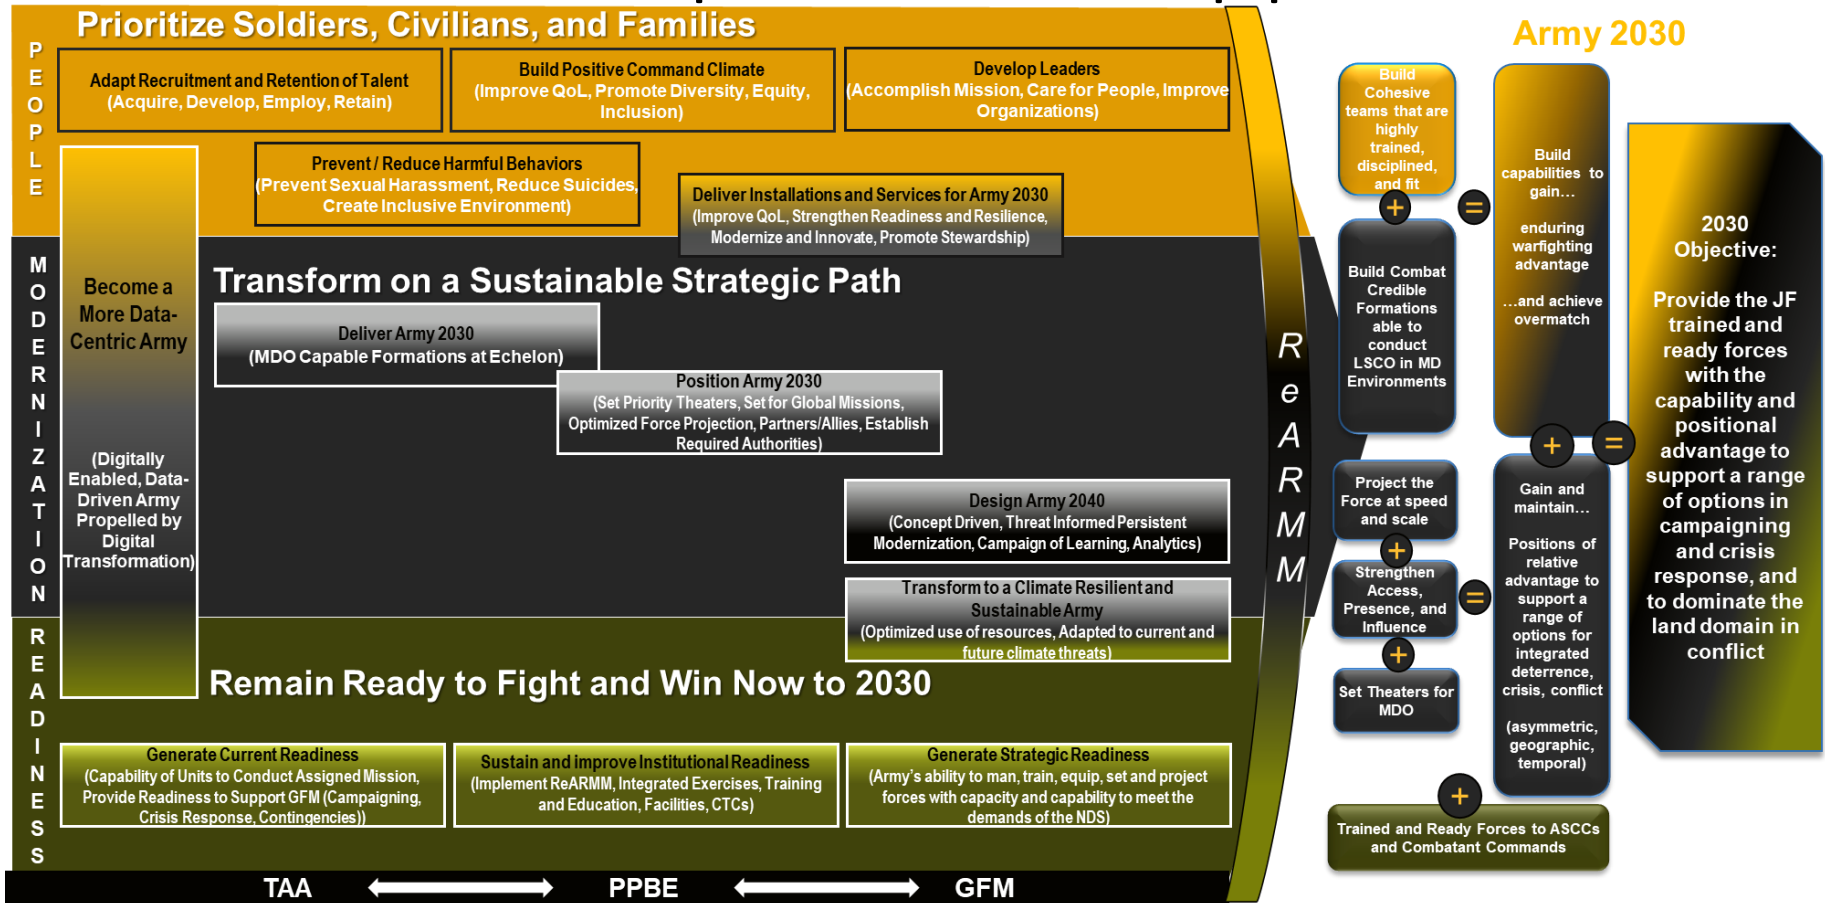 Prioritize Soldiers, Civilians, and Families
PEOPLE
Adapt Recruitment and Retention of Talent
(Acquire, Develop, Employ, Retain)
Build Positive Command Climate
(Improve QoL, Promote Diversity, Equity,
Inclusion)
Develop Leaders
(Accomplish Mission, Care for People, Improve
Organizations)
Prevent / Reduce Harmful Behaviors
(Prevent Sexual Harassment, Reduce Suicides,
Create Inclusive Environment)
Deliver Installations and Services for Army 2030
(Improve QoL, Strengthen Readiness and Resilience,
Modernize and Innovate, Promote Stewardship)
Become a
More Data-
Centric Army
(Digitally
Enabled, Data-
Driven Army
Propelled by
Digital
Transformation)
MODERNIZATION
Transform on a Sustainable Strategic Path
Deliver Army 2030
(MDO Capable Formations at Echelon)
Position Army 2030
(Set Priority Theaters, Set for Global Missions,
Optimized Force Projection, Partners/Allies, Establish
Required Authorities)
Design Army 2040
(Concept Driven, Threat Informed Persistent
Modernization, Campaign of Learning, Analytics)
Transform to a Climate Resilient and
Sustainable Army
(Optimized use of resources, Adapted to current and
future climate threats)
READINESS
Remain Ready to Fight and Win Now to 2030
Generate Current Readiness
(Capability of Units to Conduct Assigned Mission,
Provide Readiness to Support GFM (Campaigning,
Crisis Response, Contingencies))
Sustain and improve Institutional Readiness
(Implement ReARMM, Integrated Exercises, Training
and Education, Facilities, CTCs)
Generate Strategic Readiness
(Army's ability to man, train, equip, set and project
forces with capacity and capability to meet the
demands of the NDS)
TAA PPBE GFM
ReARMM
Army 2030
Build
Cohesive
teams that are
highly
trained,
disciplined,
and fit
+
=
Build Combat
Credible
Formations
able to
conduct
LSCO in MD
Environments
Build
capabilities to
gain…
enduring
warfighting
advantage
…and achieve
overmatch
+
=
Project the
Force at speed
and scale
+
Strengthen
Access,
Presence, and
Influence
=
+
Set Theaters for
MDO
Gain and
maintain…
Positions of
relative
advantage to
support a
range of
options for
integrated
deterrence,
crisis, conflict
(asymmetric,
geographic,
temporal)
+
Trained and Ready Forces to ASCCs
and Combatant Commands
2030
Objective:
Provide the JF
trained and
ready forces
with the
capability and
positional
advantage to
support a range
of options in
campaigning
and crisis
response, and
to dominate the
land domain in
conflict